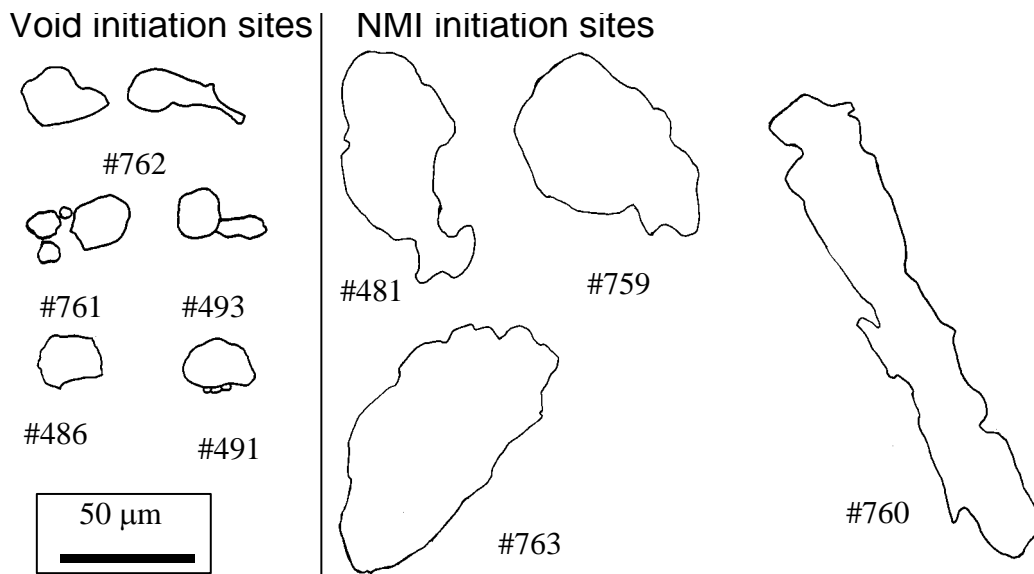 Void initiation sites
#762
#761 #493
#486
#491
50 μm
NMI initiation sites
#481 #759
#763
#760